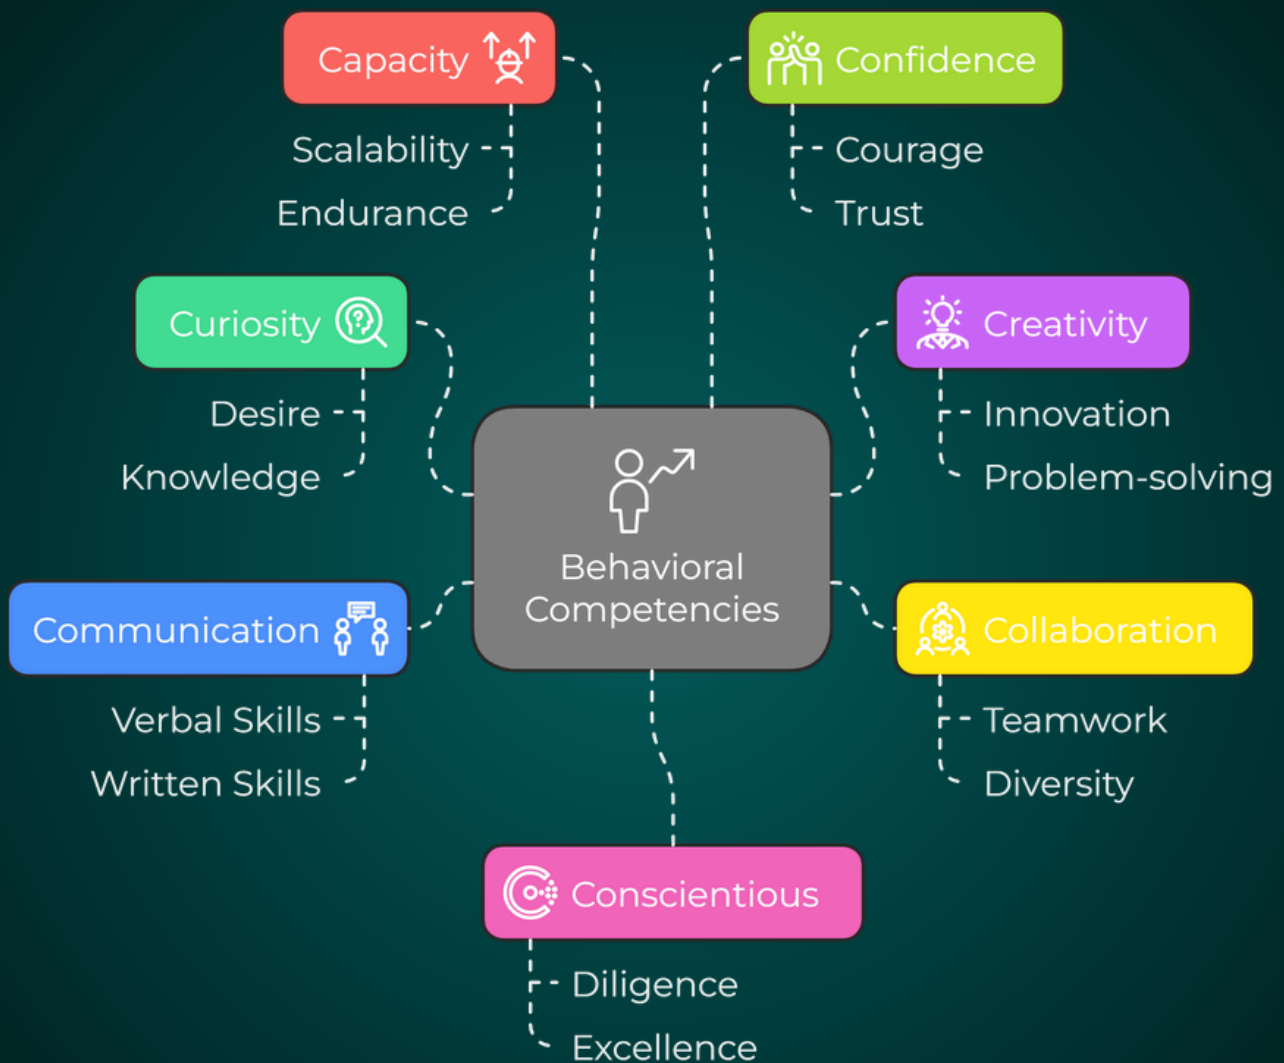 Capacity
Scalability
Endurance
Confidence
Courage
Trust
Curiosity
Desire
Knowledge
Creativity
Innovation
Problem-solving
Behavioral
Competencies
Communication
Verbal Skills
Written Skills
Collaboration
Teamwork
Diversity
Conscientious
Diligence
Excellence